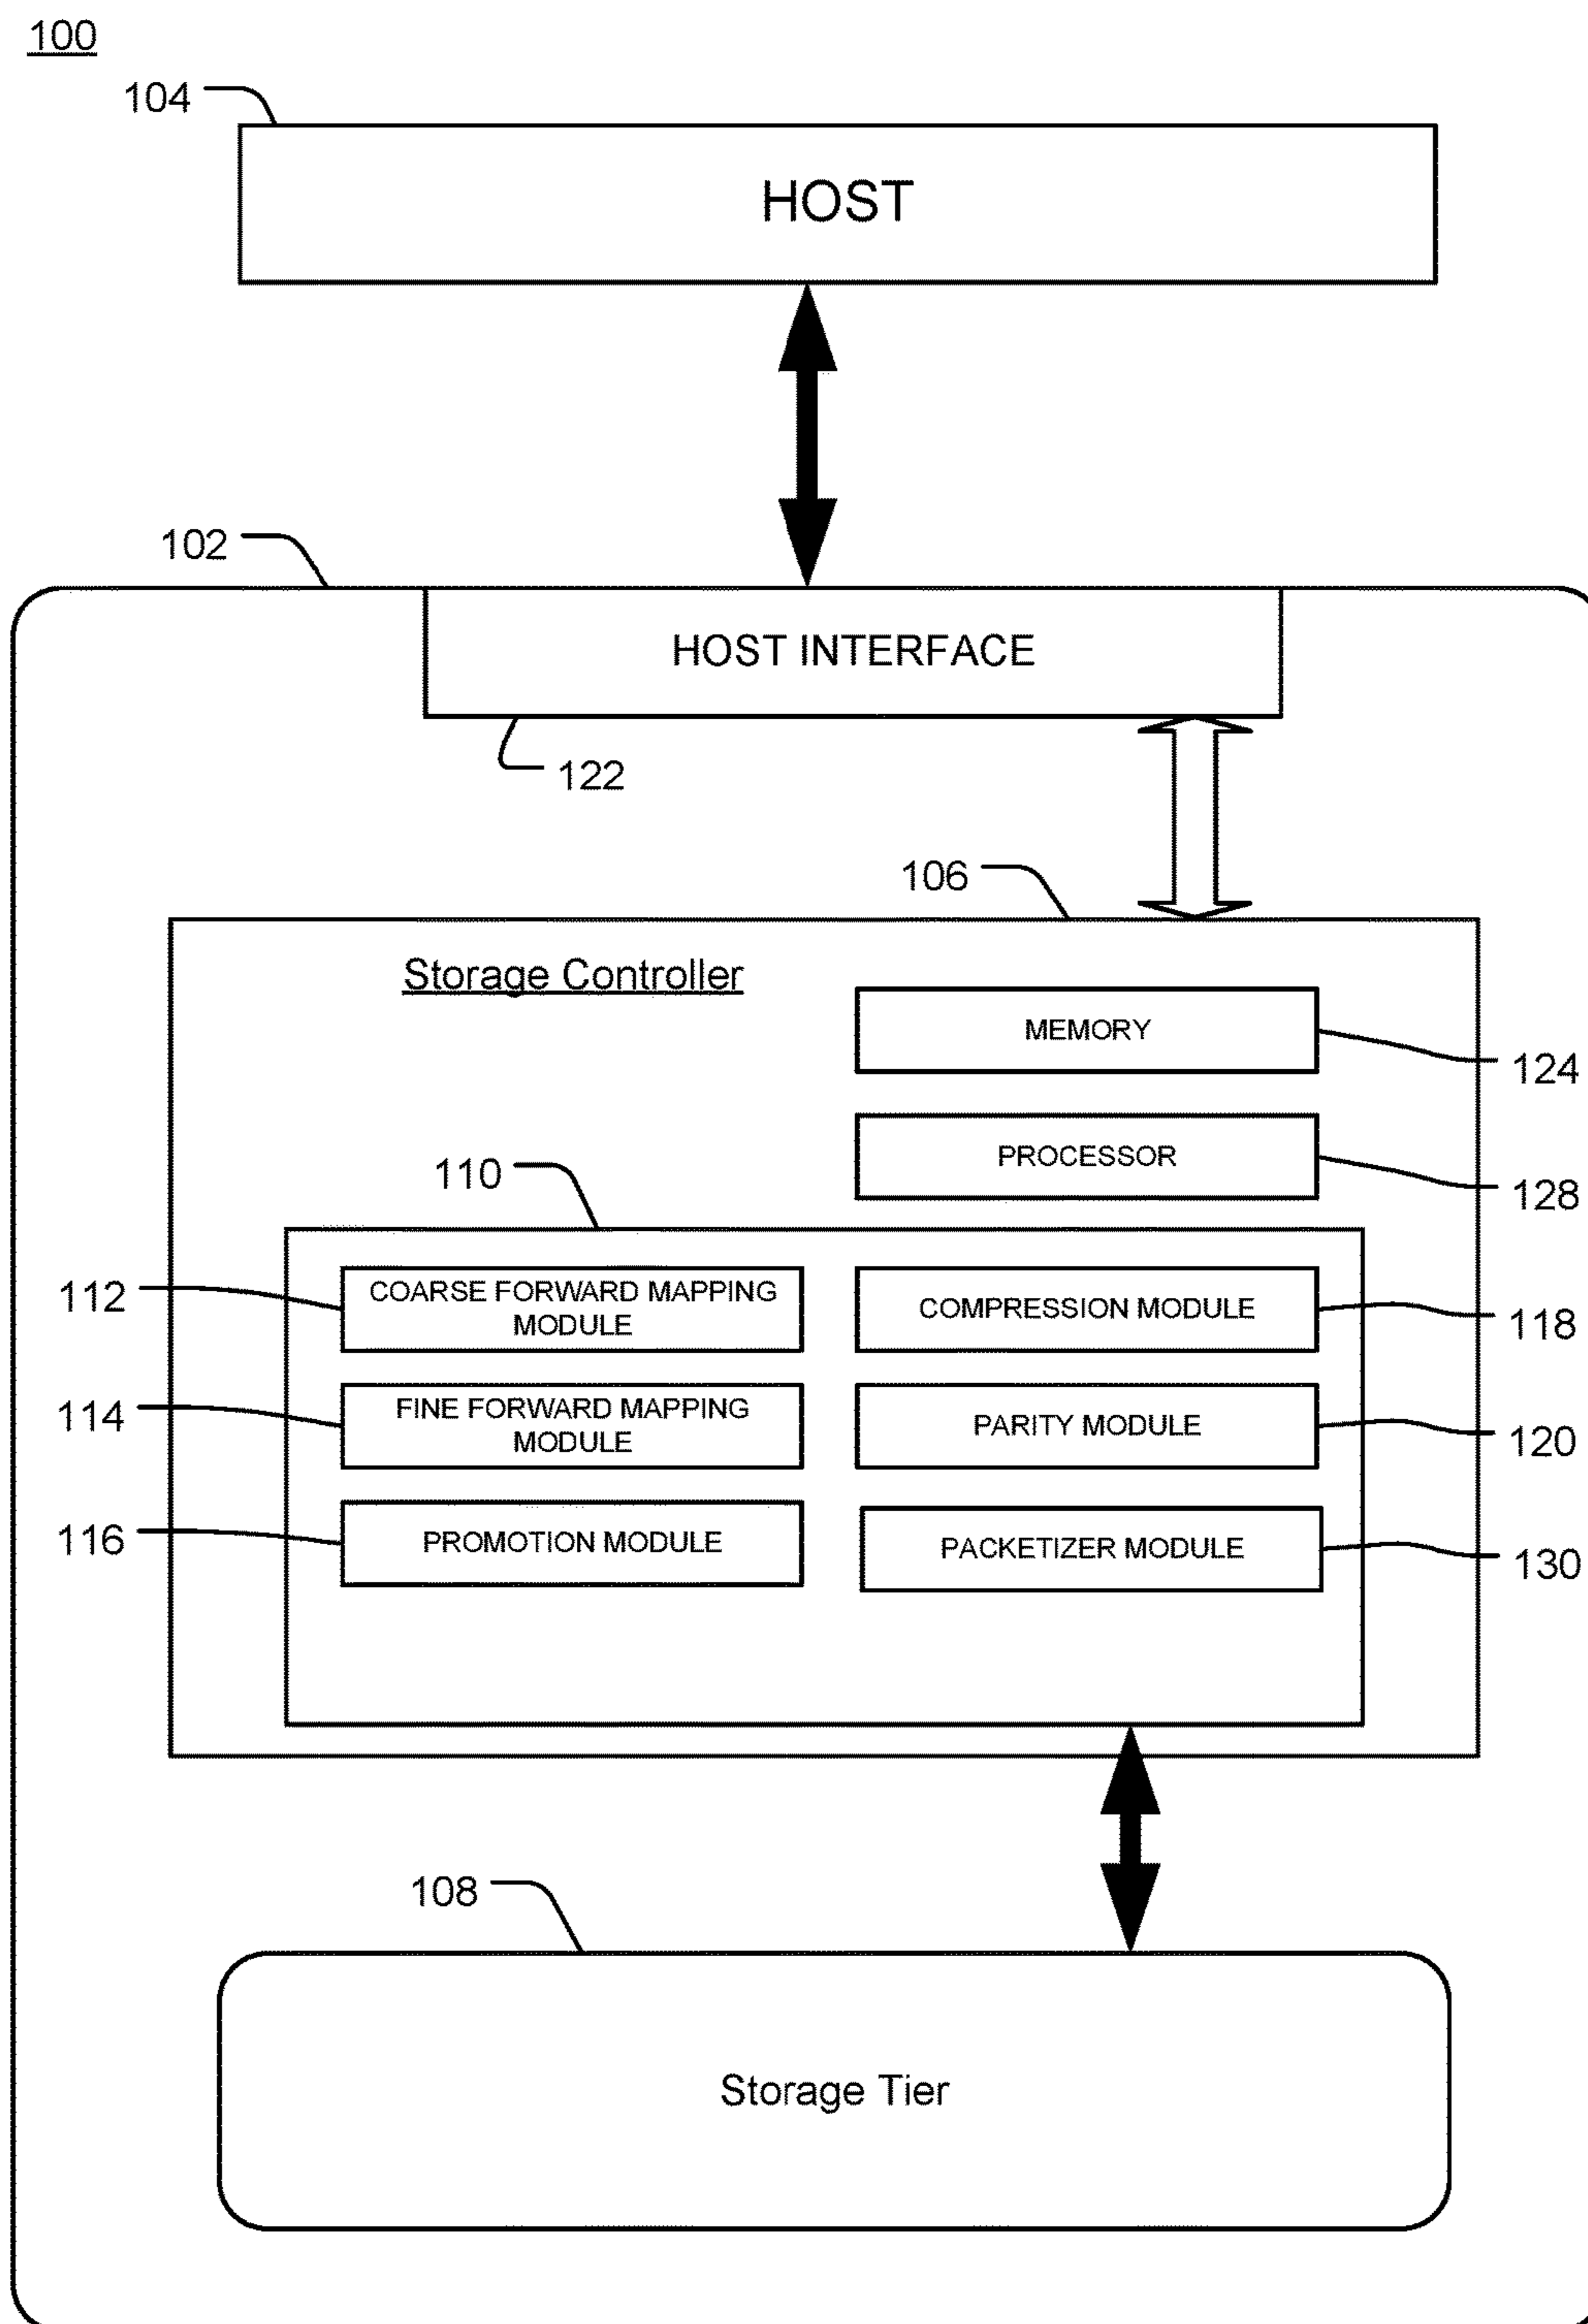 100
104
HOST
102
HOST INTERFACE
122
106
Storage Controller
MEMORY
124
PROCESSOR
128
110
112
COARSE FORWARD MAPPING
MODULE
COMPRESSION MODULE
118
114
FINE FORWARD MAPPING
MODULE
PARITY MODULE
120
116
PROMOTION MODULE
PACKETIZER MODULE
130
108
Storage Tier